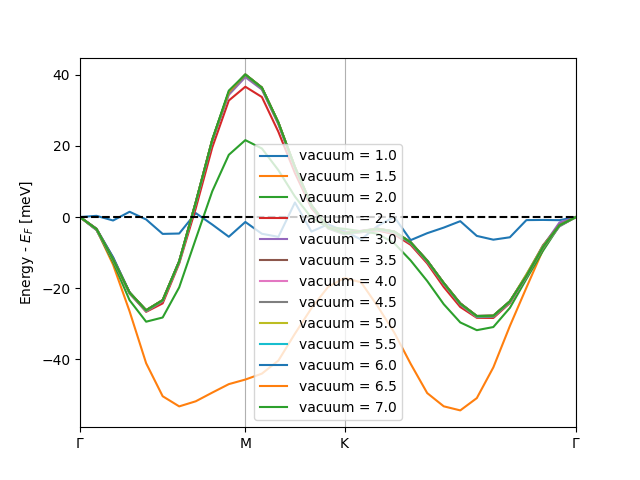 40
20
0
−20
−40
Energy - E_F [meV]
vacuum = 1.0
vacuum = 1.5
vacuum = 2.0
vacuum = 2.5
vacuum = 3.0
vacuum = 3.5
vacuum = 4.0
vacuum = 4.5
vacuum = 5.0
vacuum = 5.5
vacuum = 6.0
vacuum = 6.5
vacuum = 7.0
Γ M K Γ